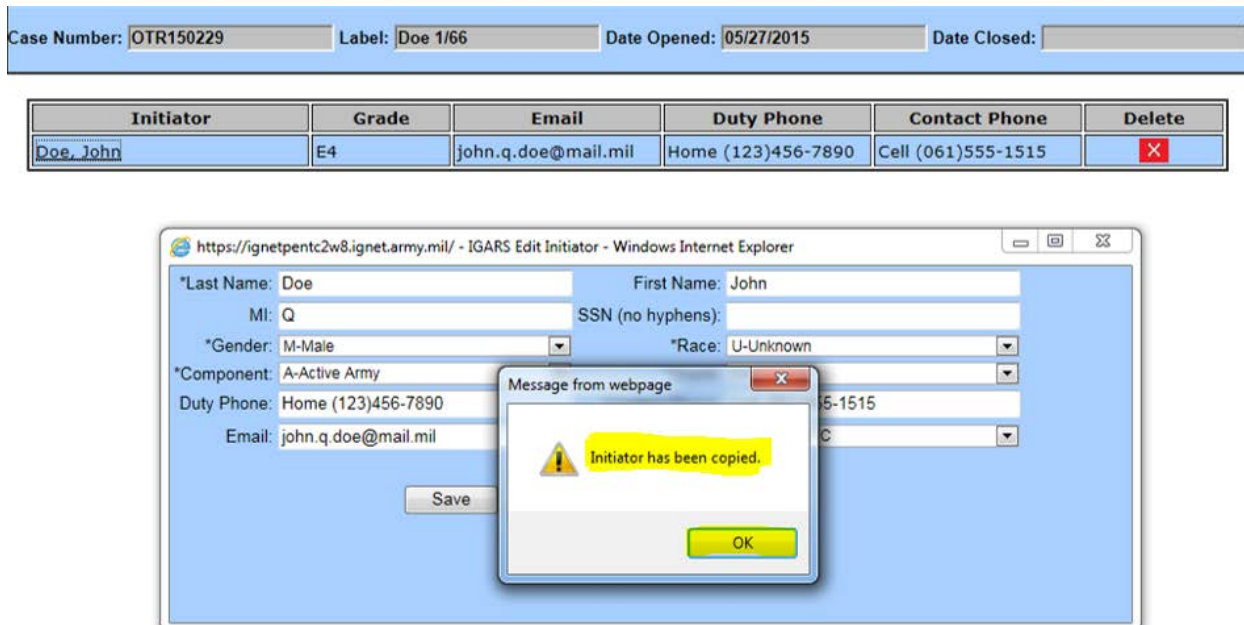 Case Number: OTR150229 Label: Doe 1/66 Date Opened: 05/27/2015 Date Closed:
Initiator Grade Email Duty Phone Contact Phone Delete
Doe, John E4 john.q.doe@mail.mil Home (123)456-7890 Cell (061)555-1515 X
https://ignetpentc2w8.ignet.army.mil/ - IGARS Edit Initiator - Windows Internet Explorer
*Last Name: Doe First Name: John
MI: Q SSN (no hyphens):
*Gender: M-Male *Race: U-Unknown
*Component: A-Active Army
Message from webpage
Duty Phone: Home (123)456-7890 55-1515
Email: john.q.doe@mail.mil C
Initiator has been copied.
Save
OK